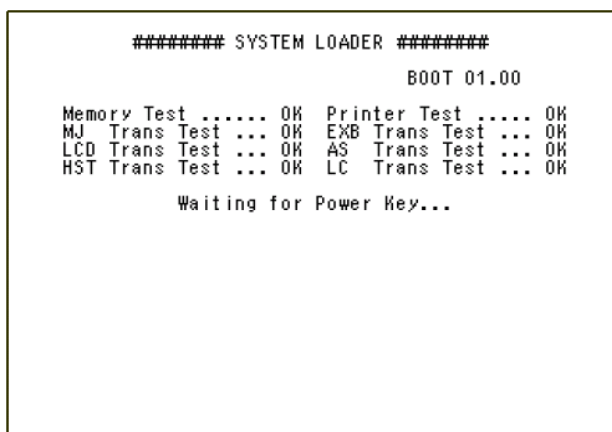 ######## SYSTEM LOADER ########
BOOT 01.00
Memory Test ...... OK Printer Test ..... OK
MJ Trans Test ... OK EXB Trans Test ... OK
LCD Trans Test ... OK AS Trans Test ... OK
HST Trans Test ... OK LC Trans Test ... OK
Waiting for Power Key...